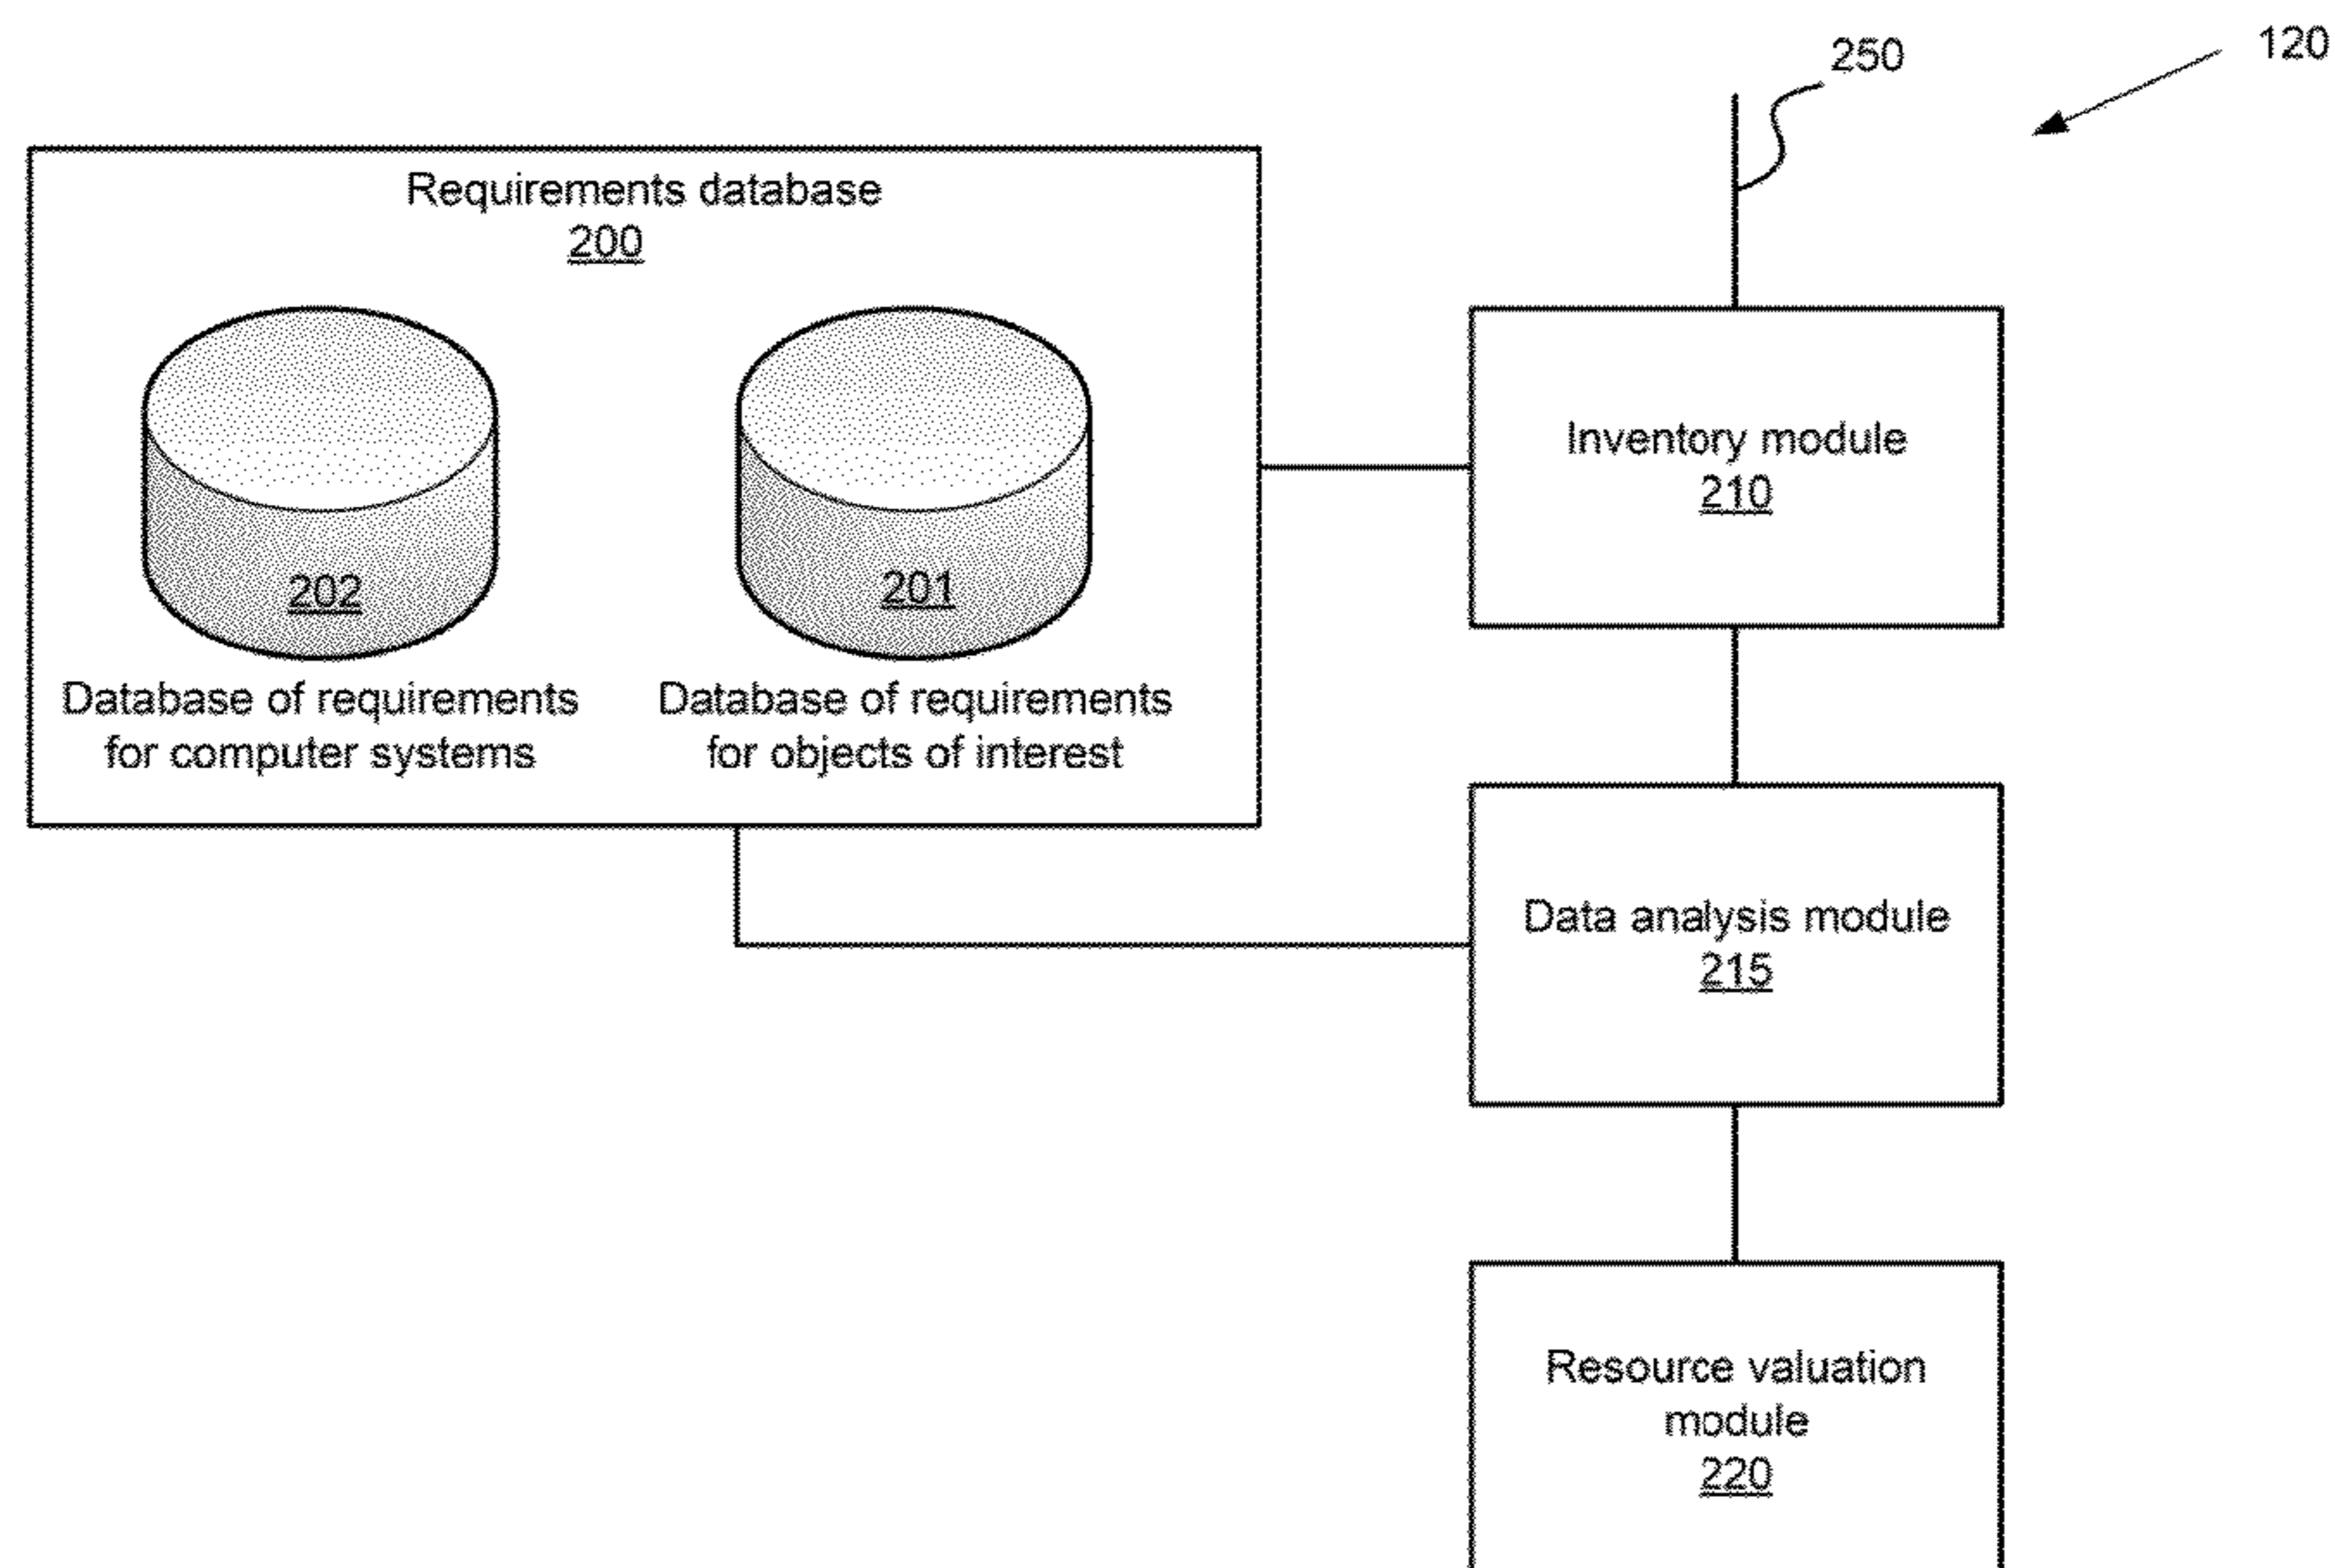 120
250
Requirements database
200
202
201
Database of requirements
for computer systems
Database of requirements
for objects of interest
Inventory module
210
Data analysis module
215
Resource valuation
module
220